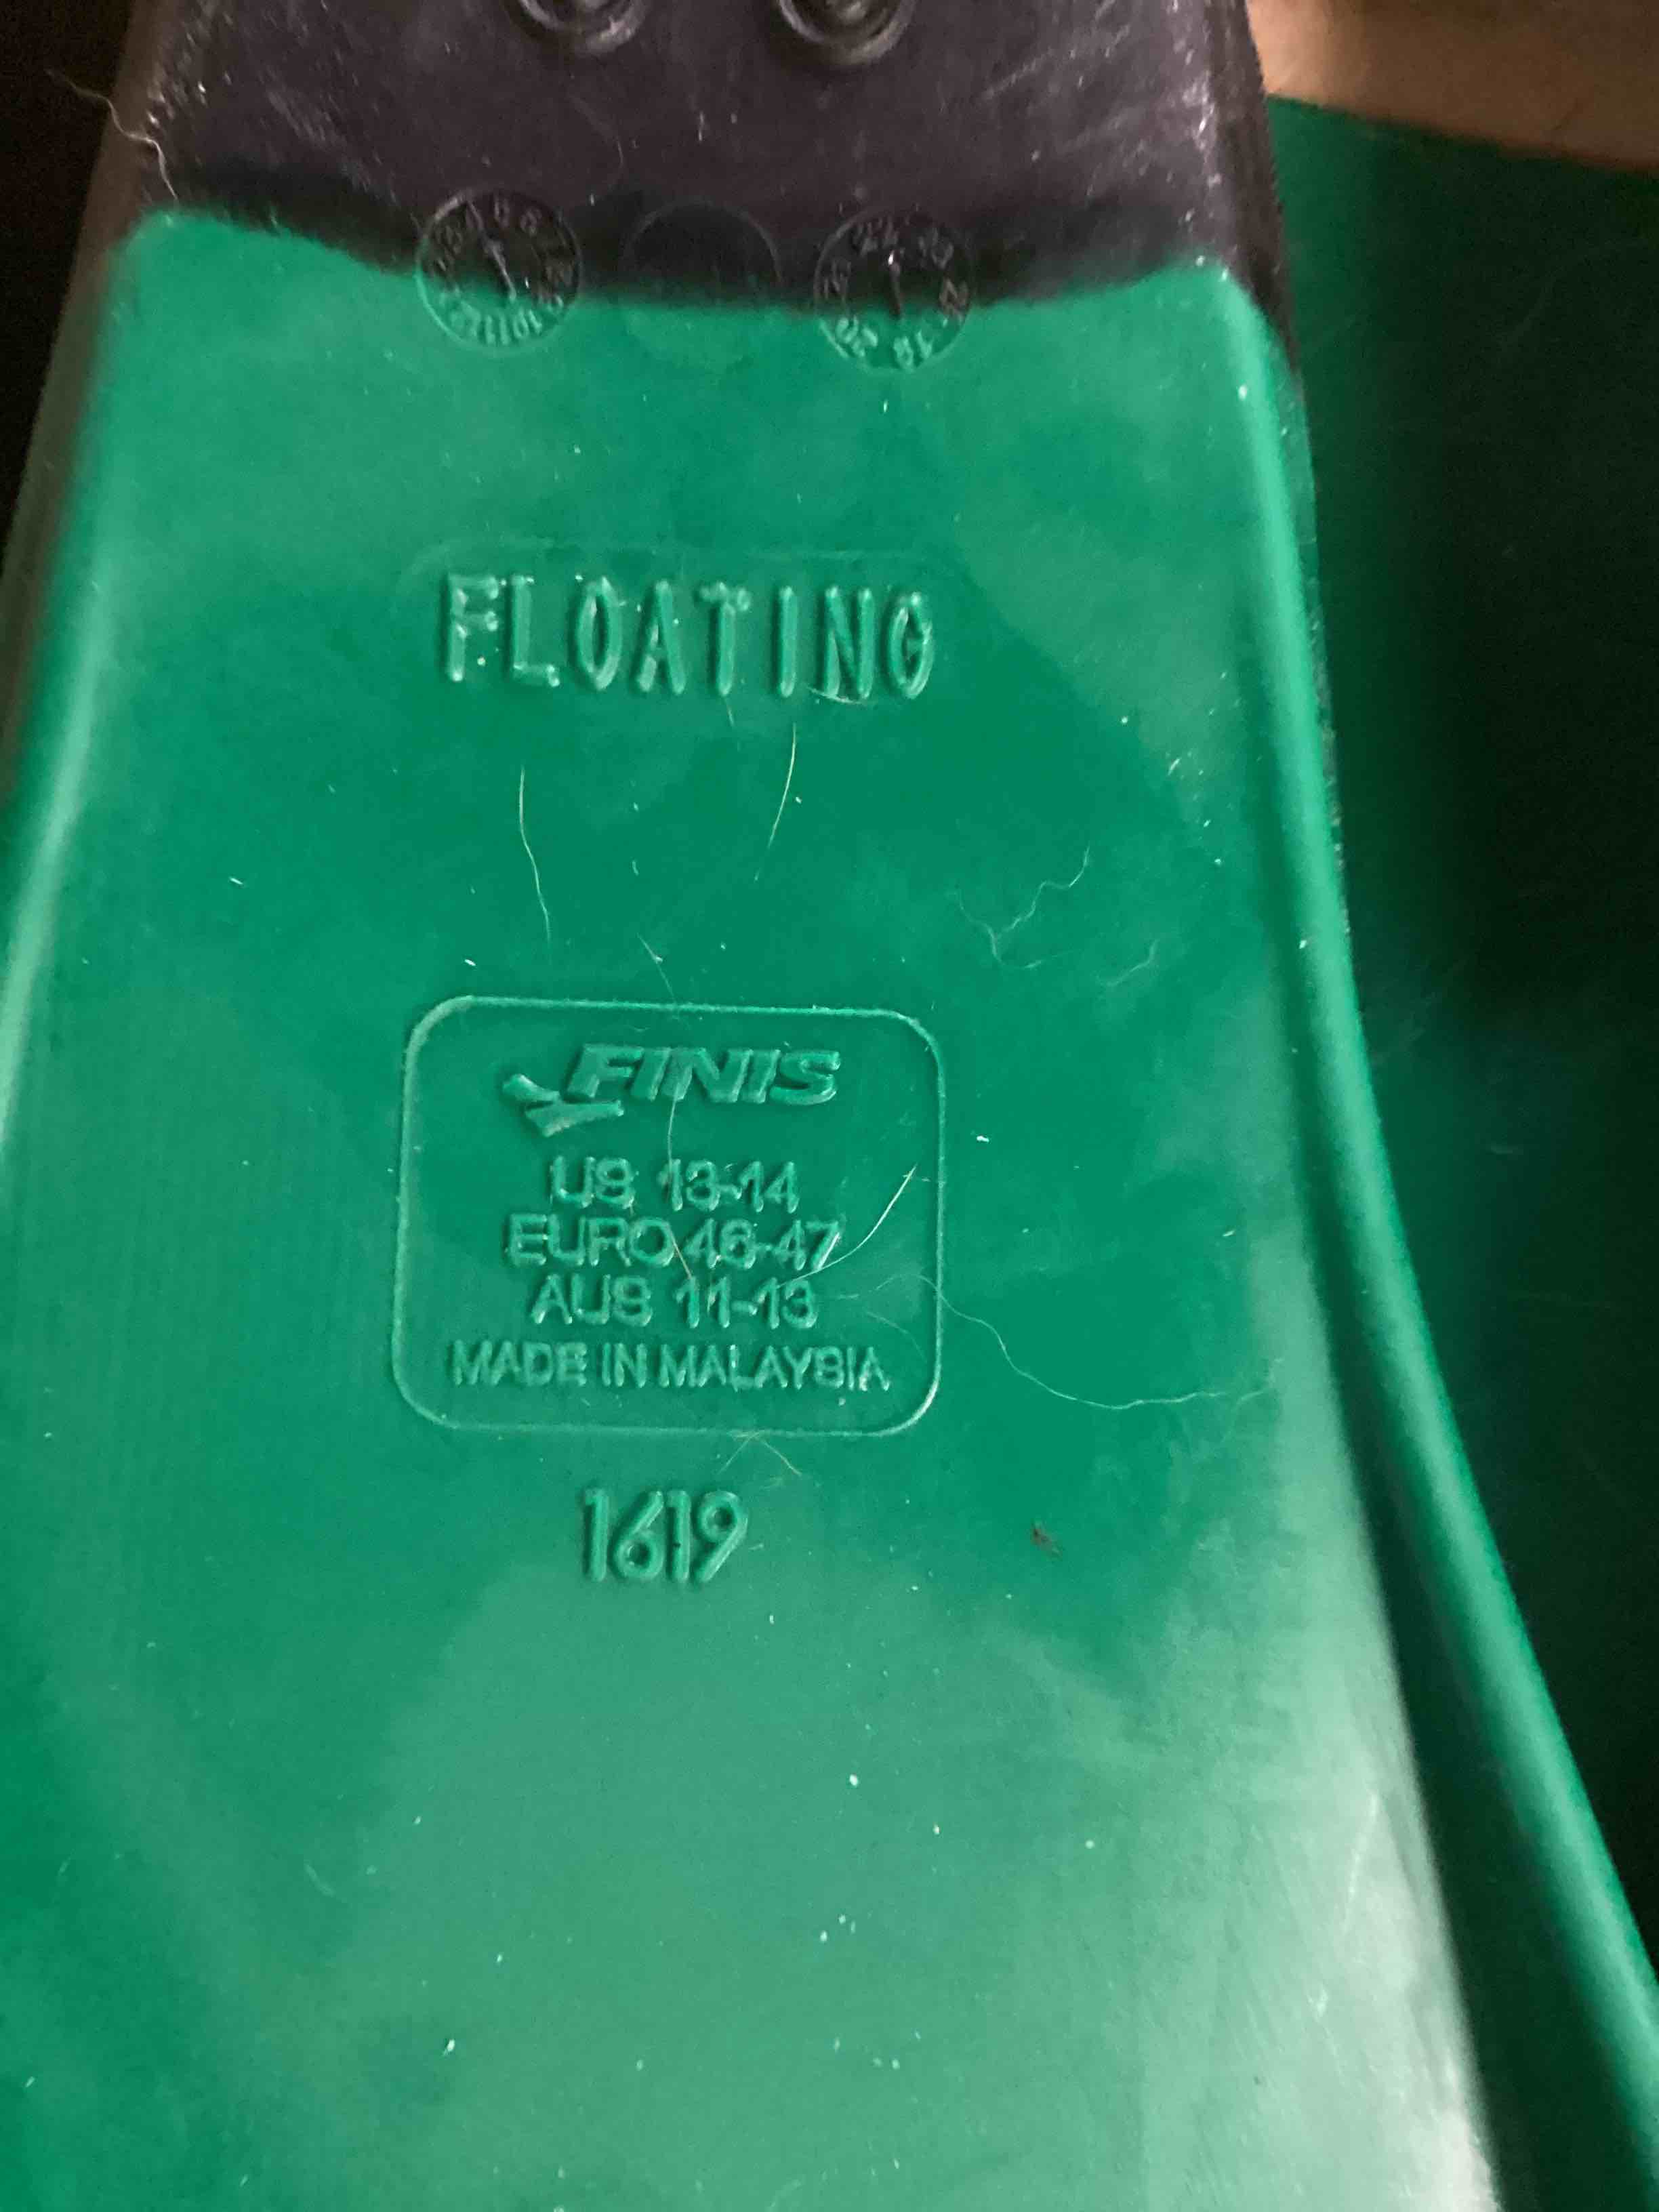 FLOATING
FINIS
US 13-14
EURO 46-47
AUS 11-13
MADE IN MALAYSIA
1619